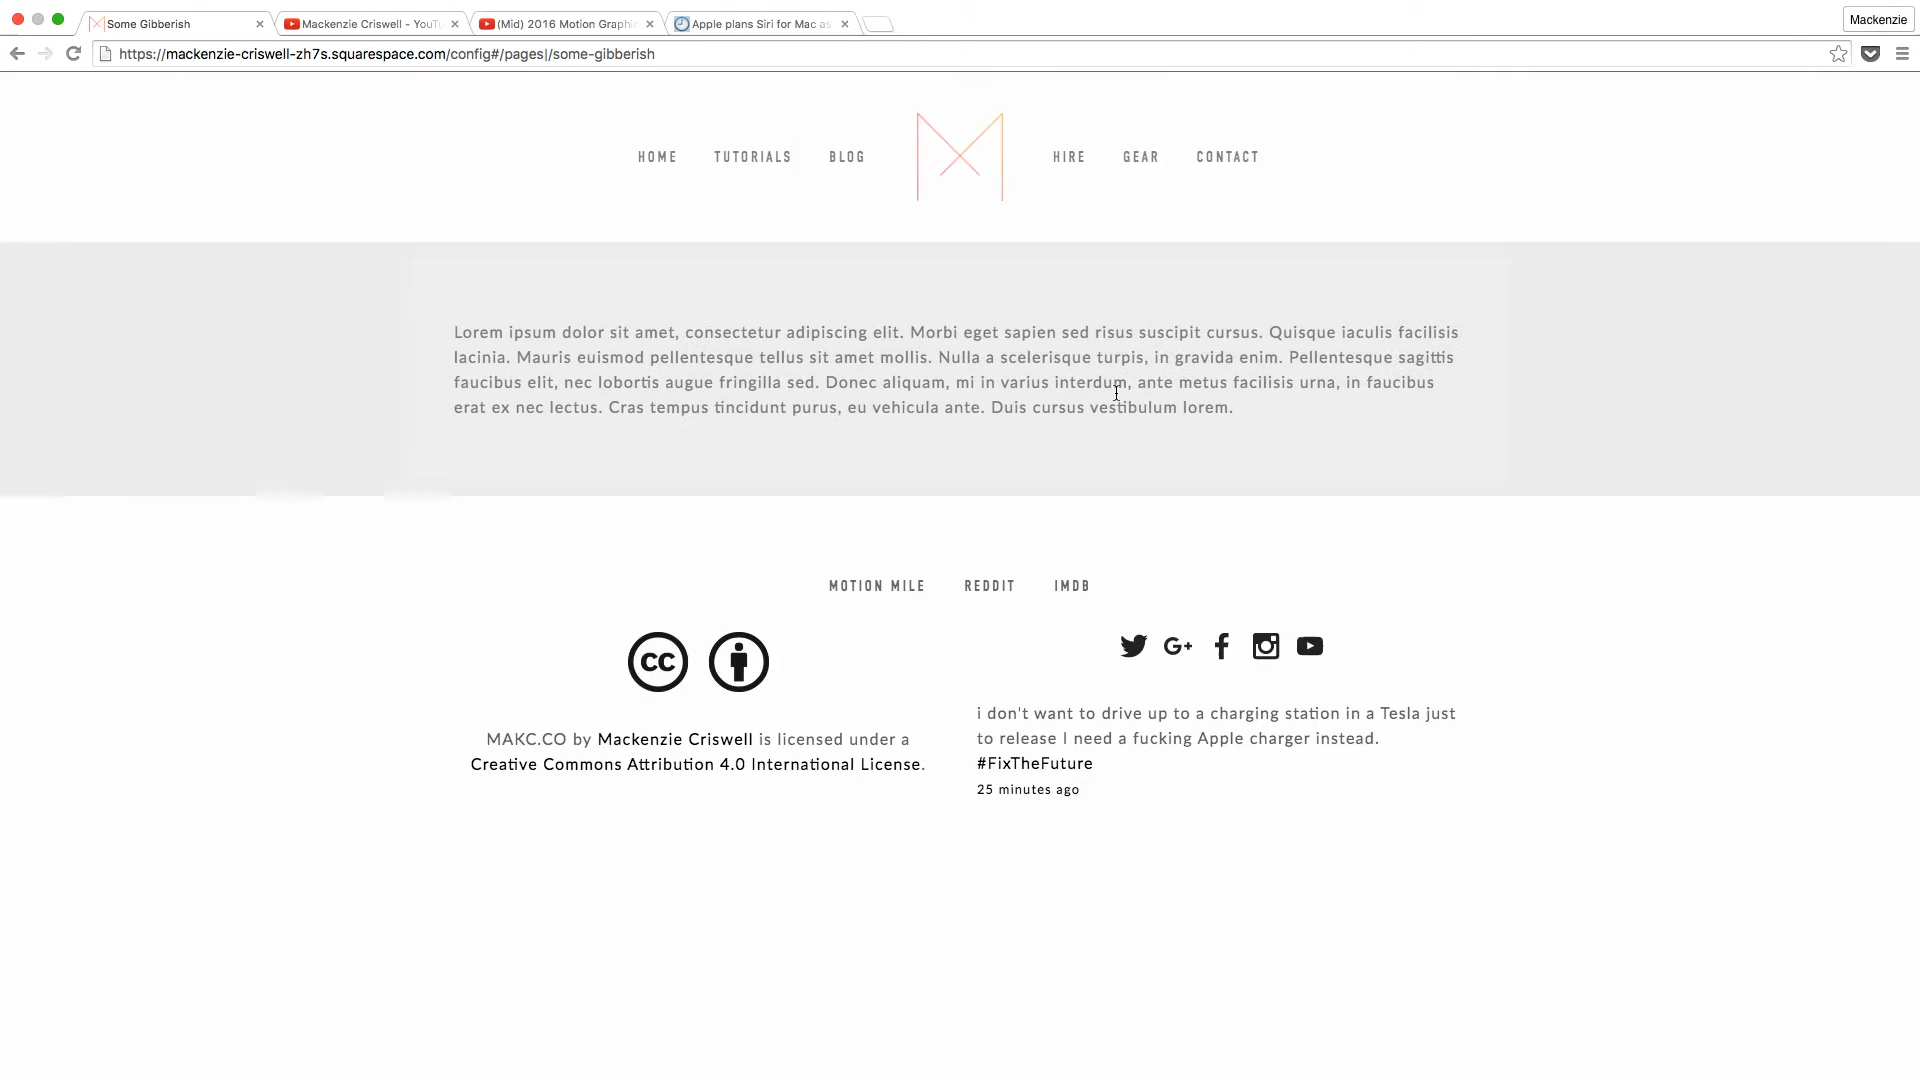 Some Gibberish
Mackenzie Criswell - YouTu
(Mid) 2016 Motion Graphic
Apple plans Siri for Mac as
Mackenzie
https://mackenzie-criswell-zh7s.squarespace.com/config#/pages|/some-gibberish
HOME TUTORIALS BLOG HIRE GEAR CONTACT
Lorem ipsum dolor sit amet, consectetur adipiscing elit. Morbi eget sapien sed risus suscipit cursus. Quisque iaculis facilisis
lacinia. Mauris euismod pellentesque tellus sit amet mollis. Nulla a scelerisque turpis, in gravida enim. Pellentesque sagittis
faucibus elit, nec lobortis augue fringilla sed. Donec aliquam, mi in varius interdum, ante metus facilisis urna, in faucibus
erat ex nec lectus. Cras tempus tincidunt purus, eu vehicula ante. Duis cursus vestibulum lorem.
MOTION MILE REDDIT IMDB
cc
G+
MAKC.CO by Mackenzie Criswell is licensed under a
Creative Commons Attribution 4.0 International License.
i don't want to drive up to a charging station in a Tesla just
to release I need a fucking Apple charger instead.
#FixTheFuture
25 minutes ago